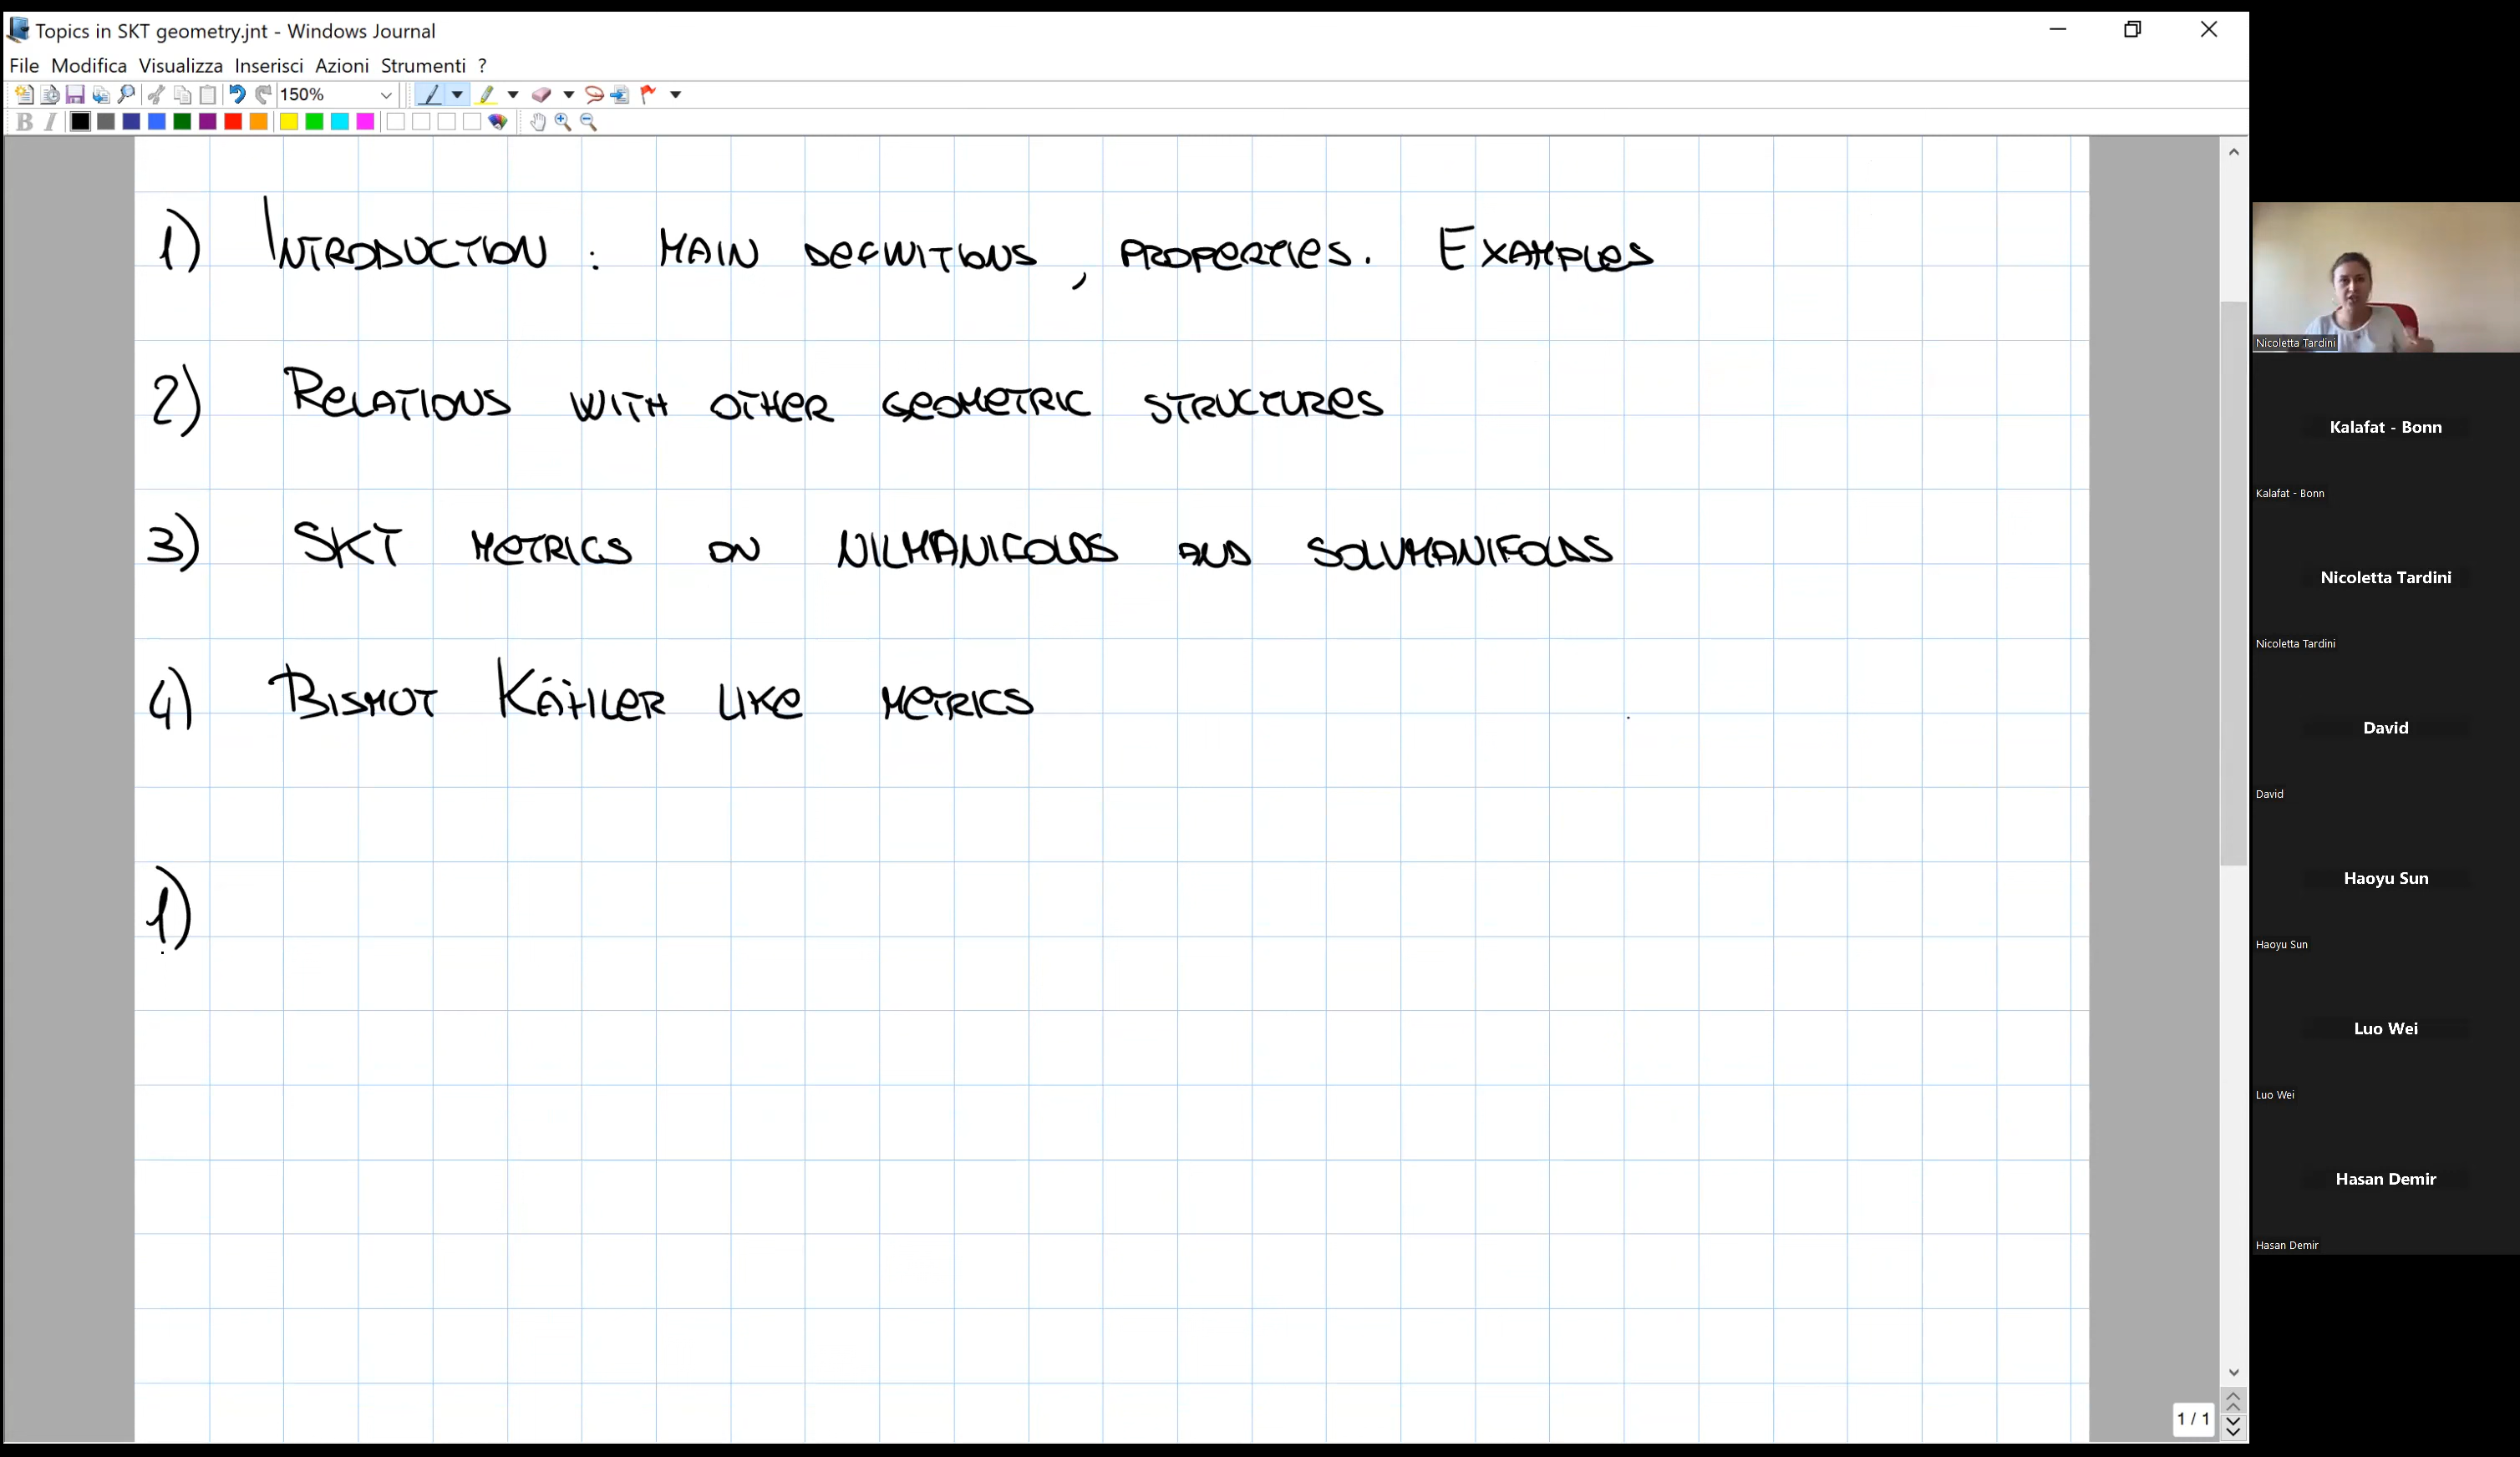 Topics in SKT geometry.jnt - Windows Journal
File Modifica Visualizza Inserisci Azioni Strumenti ?
150%
B I
1) INTRODUCTION : MAIN DEFINITIONS, PROPERTIES. EXAMPLES
2) RELATIONS WITH OTHER GEOMETRIC STRUCTURES
3) SKT METRICS ON NILMANIFOLDS AND SOLVMANIFOLDS
4) BISMUT KÄHLER LIKE METRICS
1)
1 / 1
Nicoletta Tardini
Kalafat - Bonn
Kalafat - Bonn
Nicoletta Tardini
Nicoletta Tardini
David
David
Haoyu Sun
Haoyu Sun
Luo Wei
Luo Wei
Hasan Demir
Hasan Demir